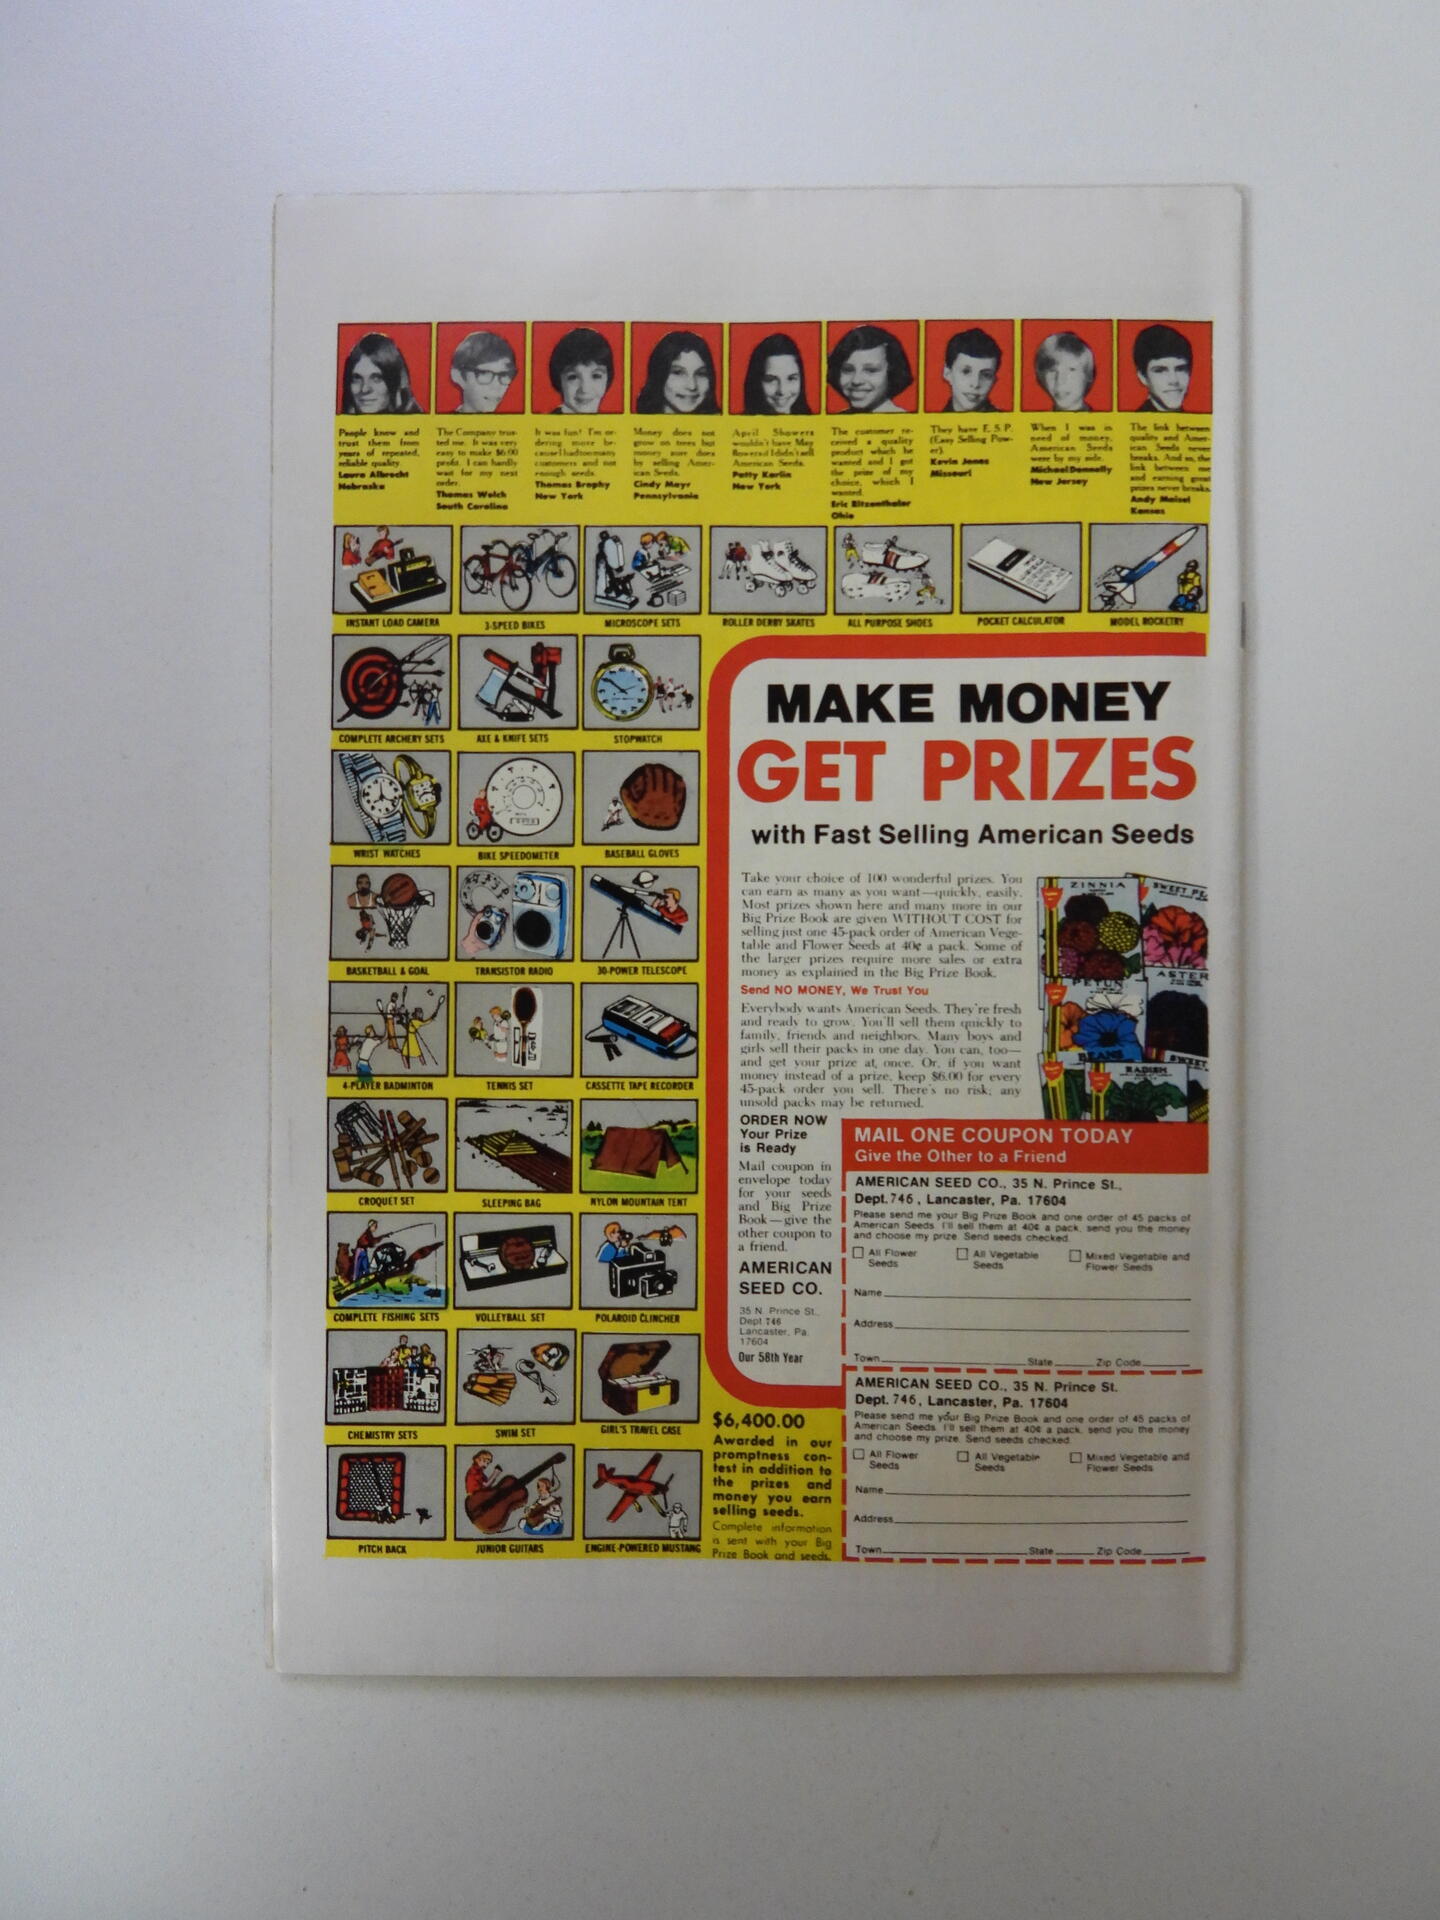 People know and
trust them from
years of repeated,
reliable quality.
Laura Albrecht
Nebraska
The Company trus-
ted me. It was very
easy to make $6.00
profit. I can hardly
wait for my next
order.
Thomas Welch
South Carolina
It was fun! I'm or-
dering more be-
cause I had too many
customers and not
enough seeds.
Thomas Brophy
New York
Money does not
grow on trees but
money sure does
by selling Amer-
ican Seeds.
Cindy Mayr
Pennsylvania
April Showers
wouldn't have May
flowers if I didn't sell
American Seeds.
Patty Karlin
New York
The customer re-
ceived a quality
product which he
wanted and I got
the prize of my
choice, which I
wanted.
Eric Ritzenthaler
Ohio
They have E.S.P.
(Easy Selling Pow-
er).
Kevin Jones
Missouri
When I was in
need of money,
American Seeds
were by my side.
Michael Donnelly
New Jersey
The link between
quality and Amer-
ican Seeds never
breaks. And so, the
link between me
and earning great
prizes never breaks.
Andy Maisel
Kansas
INSTANT LOAD CAMERA
3-SPEED BIKES
MICROSCOPE SETS
ROLLER DERBY SKATES
ALL PURPOSE SHOES
POCKET CALCULATOR
MODEL ROCKETRY
COMPLETE ARCHERY SETS
AXE & KNIFE SETS
STOPWATCH
WRIST WATCHES
BIKE SPEEDOMETER
BASEBALL GLOVES
BASKETBALL & GOAL
TRANSISTOR RADIO
30-POWER TELESCOPE
4-PLAYER BADMINTON
TENNIS SET
CASSETTE TAPE RECORDER
CROQUET SET
SLEEPING BAG
NYLON MOUNTAIN TENT
COMPLETE FISHING SETS
VOLLEYBALL SET
POLAROID CLINCHER
CHEMISTRY SETS
SWIM SET
GIRL'S TRAVEL CASE
PITCH BACK
JUNIOR GUITARS
ENGINE-POWERED MUSTANG
MAKE MONEY
GET PRIZES
with Fast Selling American Seeds
Take your choice of 100 wonderful prizes. You
can earn as many as you want—quickly, easily.
Most prizes shown here and many more in our
Big Prize Book are given WITHOUT COST for
selling just one 45-pack order of American Vege-
table and Flower Seeds at 40¢ a pack. Some of
the larger prizes require more sales or extra
money as explained in the Big Prize Book.
Send NO MONEY, We Trust You
Everybody wants American Seeds. They're fresh
and ready to grow. You'll sell them quickly to
family, friends and neighbors. Many boys and
girls sell their packs in one day. You can, too—
and get your prize at once. Or, if you want
money instead of a prize, keep $6.00 for every
45-pack order you sell. There's no risk; any
unsold packs may be returned.
ZINNIA
SWEET PE
ASTER
PETUN
BEANS
SWEET
RADISH
ORDER NOW
Your Prize
is Ready
Mail coupon in
envelope today
for your seeds
and Big Prize
Book—give the
other coupon to
a friend.
AMERICAN
SEED CO.
35 N. Prince St.,
Dept 746
Lancaster, Pa.
17604
Our 58th Year
MAIL ONE COUPON TODAY
Give the Other to a Friend
AMERICAN SEED CO., 35 N. Prince St.,
Dept. 746, Lancaster, Pa. 17604
Please send me your Big Prize Book and one order of 45 packs of
American Seeds. I'll sell them at 40¢ a pack, send you the money
and choose my prize. Send seeds checked.
All Flower Seeds
All Vegetable Seeds
Mixed Vegetable and Flower Seeds
Name
Address
Town State Zip Code
AMERICAN SEED CO., 35 N. Prince St.
Dept. 746, Lancaster, Pa. 17604
Please send me your Big Prize Book and one order of 45 packs of
American Seeds. I'll sell them at 40¢ a pack, send you the money
and choose my prize. Send seeds checked.
All Flower Seeds
All Vegetable Seeds
Mixed Vegetable and Flower Seeds
Name
Address
Town State Zip Code
$6,400.00
Awarded in our
promptness con-
test in addition to
the prizes and
money you earn
selling seeds.
Complete information
is sent with your Big
Prize Book and seeds.